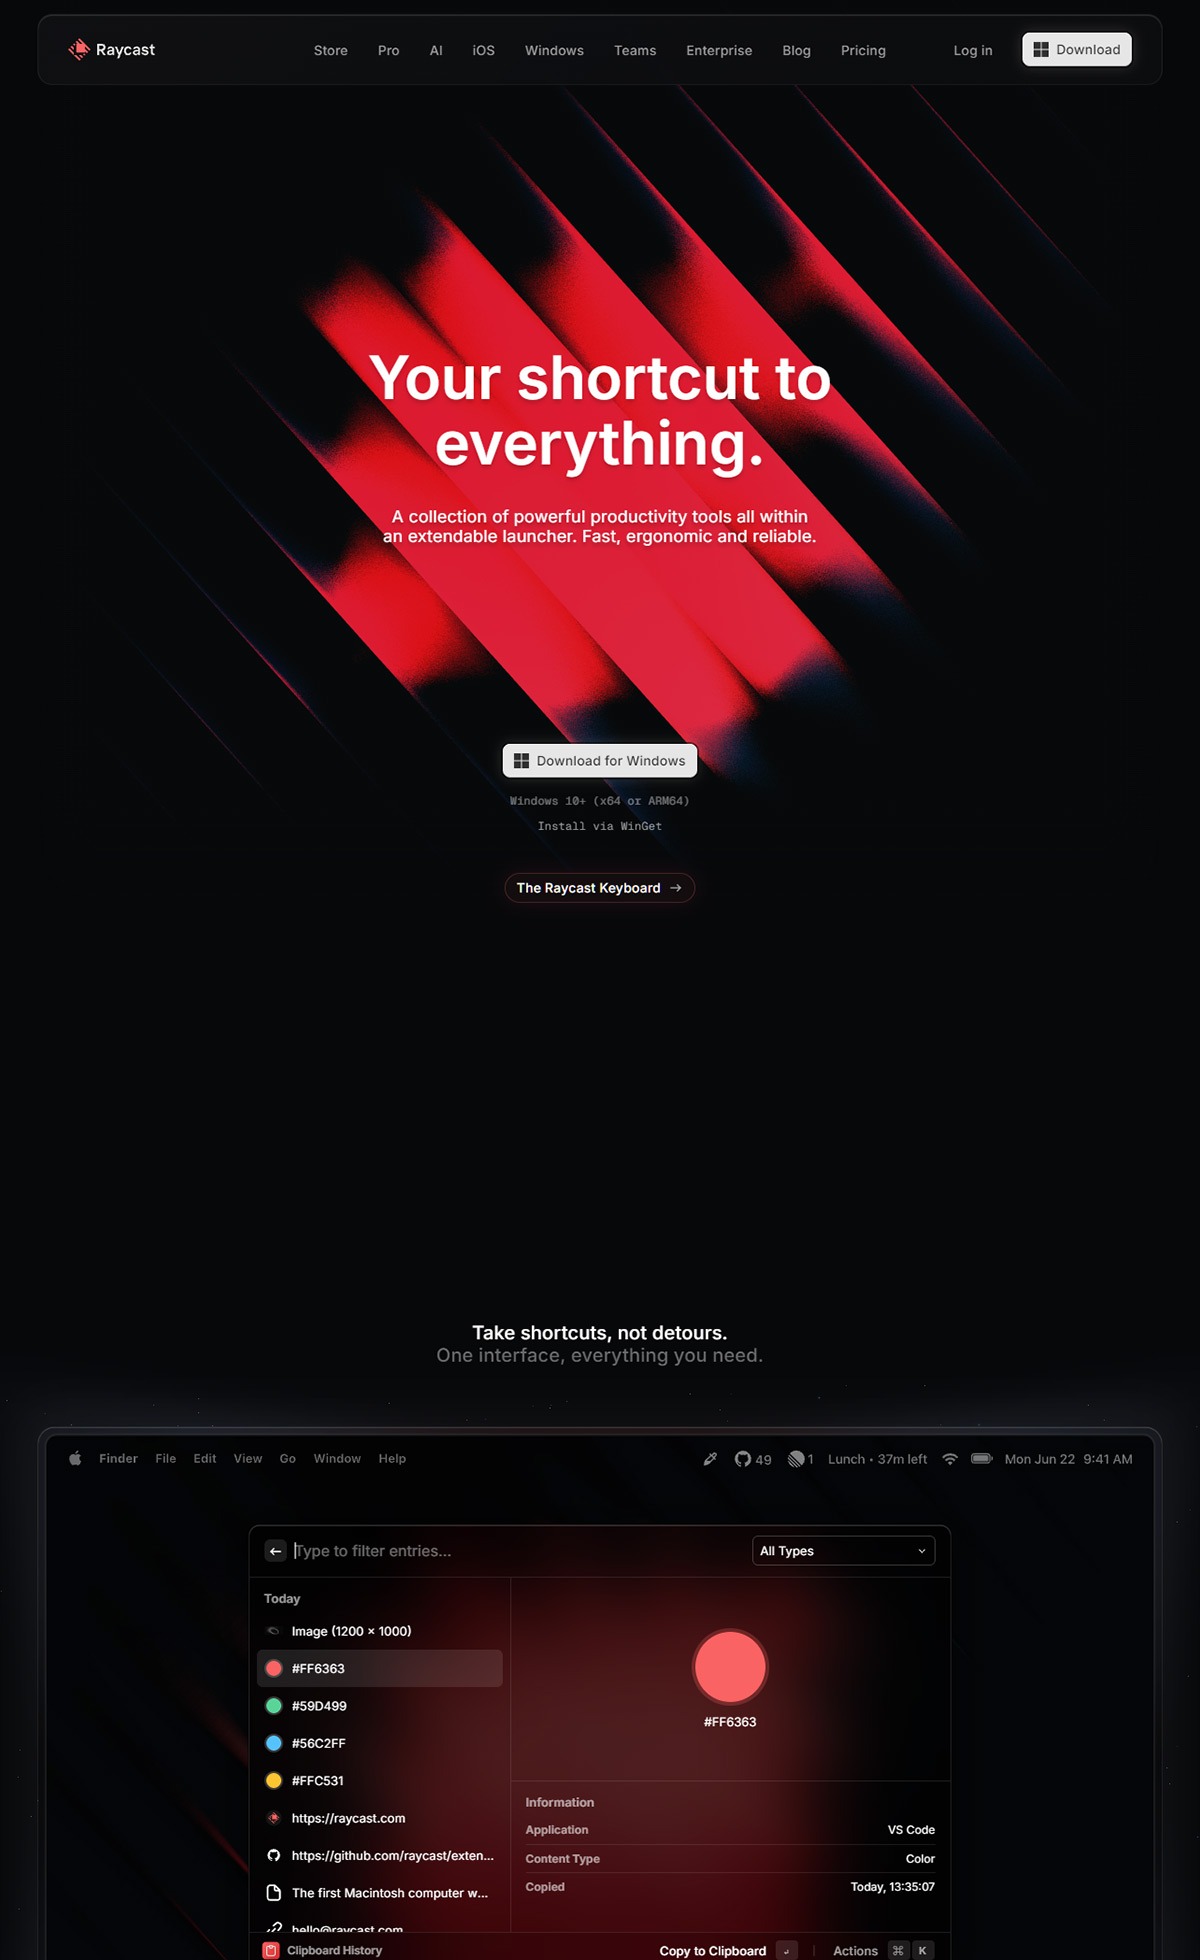 Raycast
Store Pro AI iOS Windows Teams Enterprise Blog Pricing
Log in
Download
Your shortcut to
everything.
A collection of powerful productivity tools all within
an extendable launcher. Fast, ergonomic and reliable.
Download for Windows
Windows 10+ (x64 or ARM64)
Install via WinGet
The Raycast Keyboard →
Take shortcuts, not detours.
One interface, everything you need.
Finder File Edit View Go Window Help
49 1 Lunch • 37m left Mon Jun 22 9:41 AM
Type to filter entries...
All Types
Today
Image (1200 × 1000)
#FF6363
#59D499
#56C2FF
#FFC531
https://raycast.com
https://github.com/raycast/exten...
The first Macintosh computer w...
hello@raycast.com
#FF6363
Information
Application VS Code
Content Type Color
Copied Today, 13:35:07
Clipboard History
Copy to Clipboard ↵ Actions ⌘ K